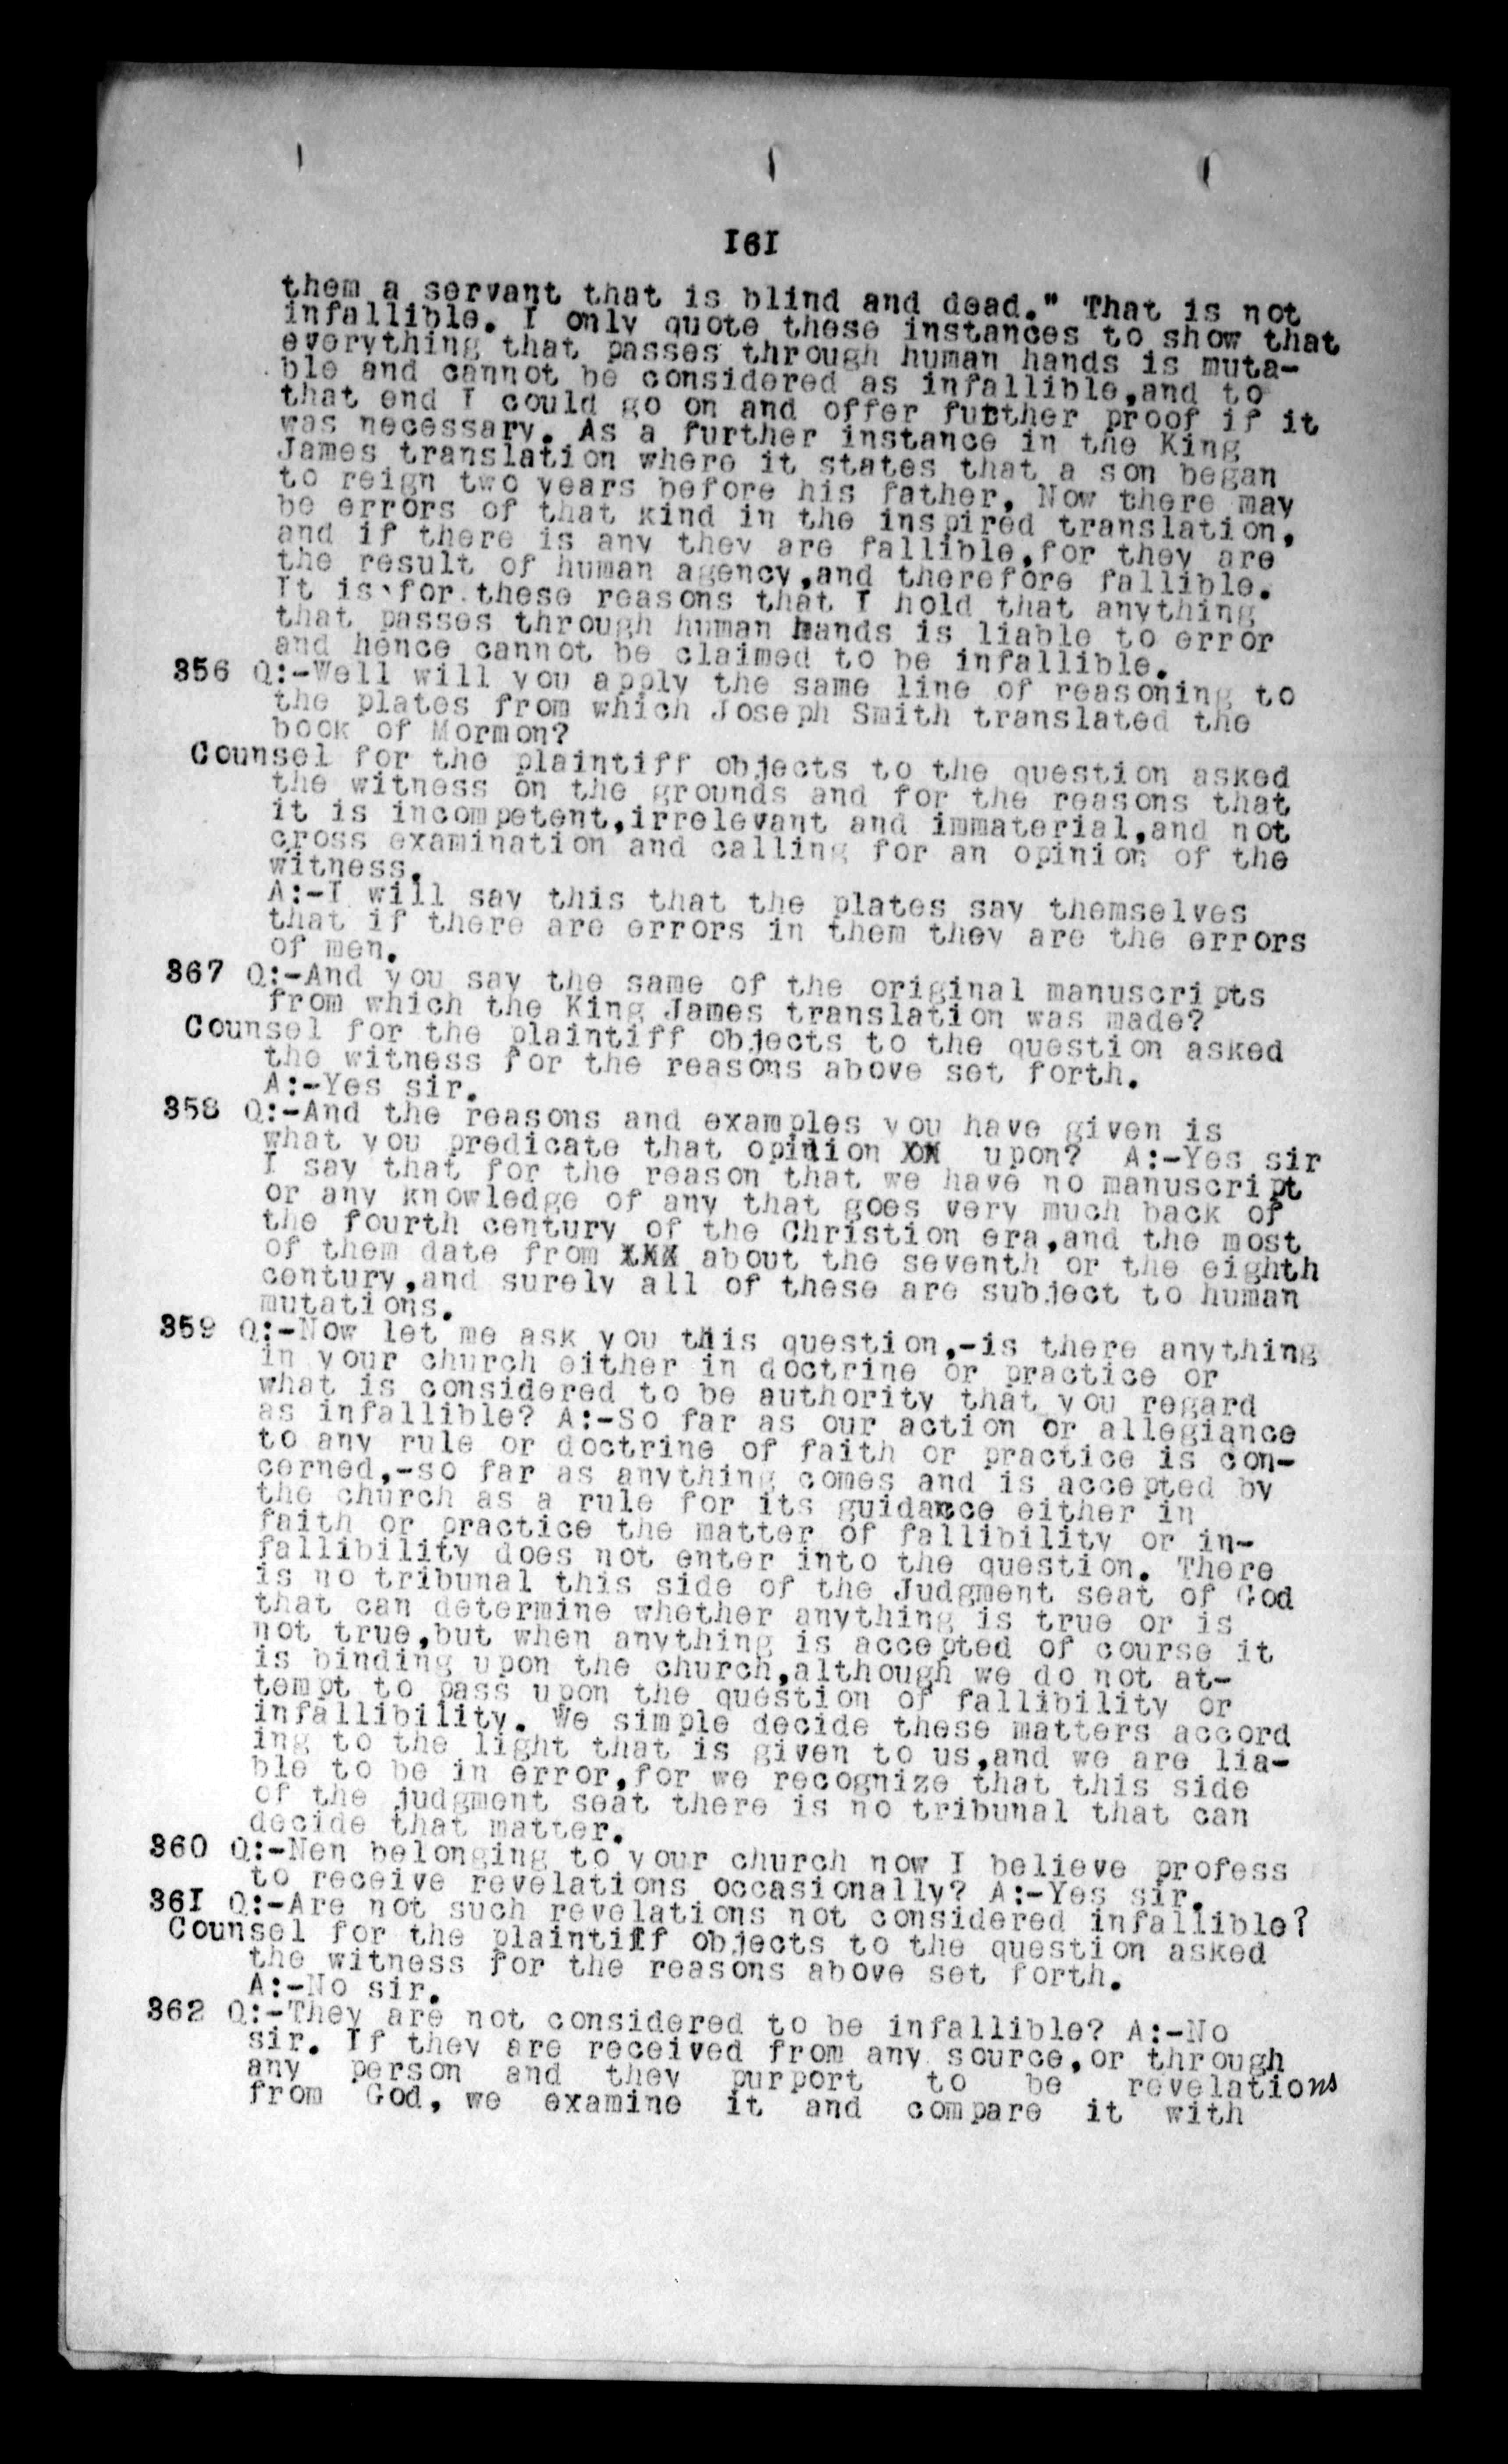 161
them a servant that is blind and dead." That is not
infallible. I only quote these instances to show that
everything that passes through human hands is muta-
ble and cannot be considered as infallible,and to
that end I could go on and offer further proof if it
was necessary. As a further instance in the King
James translation where it states that a son began
to reign two years before his father. Now there may
be errors of that kind in the inspired translation,
and if there is any they are fallible,for they are
the result of human agency,and therefore fallible.
It is for these reasons that I hold that anything
that passes through human hands is liable to error
and hence cannot be claimed to be infallible.
356 Q:-Well will you apply the same line of reasoning to
the plates from which Joseph Smith translated the
book of Mormon?
Counsel for the plaintiff objects to the question asked
the witness on the grounds and for the reasons that
it is incompetent,irrelevant and immaterial,and not
cross examination and calling for an opinion of the
witness.
A:-I will say this that the plates say themselves
that if there are errors in them they are the errors
of men.
367 Q:-And you say the same of the original manuscripts
from which the King James translation was made?
Counsel for the plaintiff objects to the question asked
the witness for the reasons above set forth.
A:-Yes sir.
358 Q:-And the reasons and examples you have given is
what you predicate that opinion XX upon? A:-Yes sir
I say that for the reason that we have no manuscript
or any knowledge of any that goes very much back of
the fourth century of the Christion era,and the most
of them date from XXX about the seventh or the eighth
century,and surely all of these are subject to human
mutations.
359 Q:-Now let me ask you this question,-is there anything
in your church either in doctrine or practice or
what is considered to be authority that you regard
as infallible? A:-So far as our action or allegiance
to any rule or doctrine of faith or practice is con-
cerned,-so far as anything comes and is accepted by
the church as a rule for its guidance either in
faith or practice the matter of fallibility or in-
fallibility does not enter into the question. There
is no tribunal this side of the Judgment seat of God
that can determine whether anything is true or is
not true,but when anything is accepted of course it
is binding upon the church,although we do not at-
tempt to pass upon the question of fallibility or
infallibility. We simple decide these matters accord
ing to the light that is given to us,and we are lia-
ble to be in error,for we recognize that this side
of the judgment seat there is no tribunal that can
decide that matter.
360 Q:-Nen belonging to your church now I believe profess
to receive revelations occasionally? A:-Yes sir.
361 Q:-Are not such revelations not considered infallible?
Counsel for the plaintiff objects to the question asked
the witness for the reasons above set forth.
A:-No sir.
362 Q:-They are not considered to be infallible? A:-No
sir. If they are received from any source,or through
any person and they purport to be revelations
from God, we examine it and compare it with